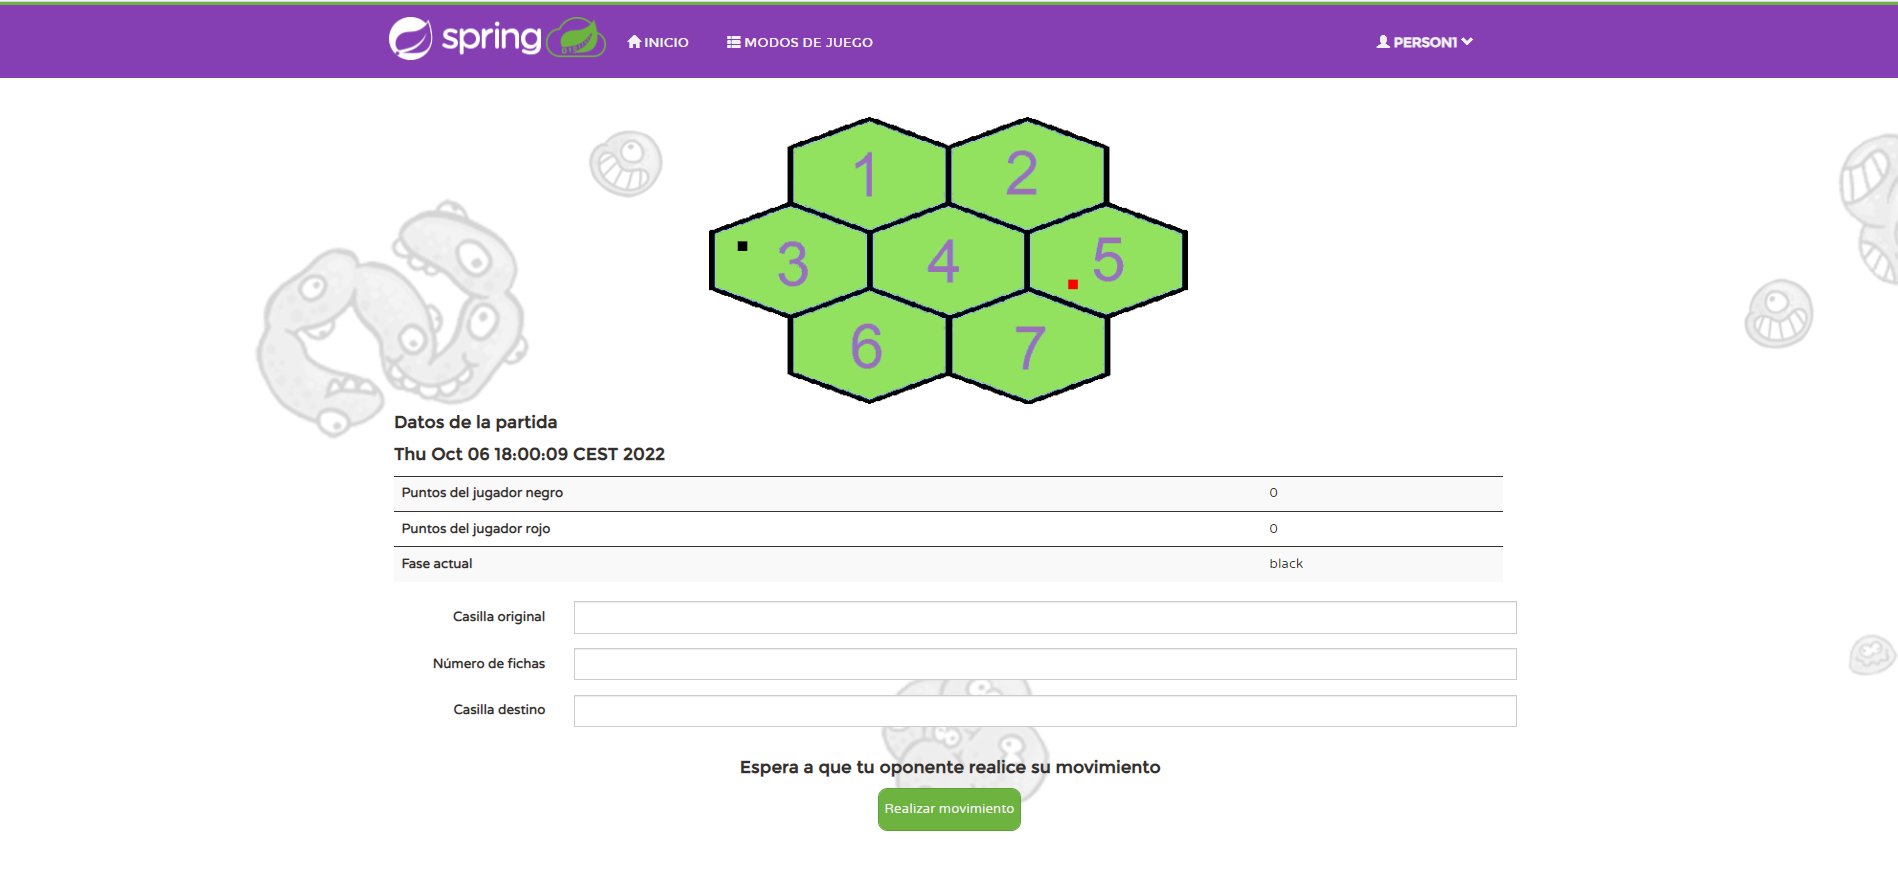 spring
INICIO
MODOS DE JUEGO
PERSON1
1
2
3
4
5
6
7
Datos de la partida
Thu Oct 06 18:00:09 CEST 2022
Puntos del jugador negro 0
Puntos del jugador rojo 0
Fase actual black
Casilla original
Número de fichas
Casilla destino
Espera a que tu oponente realice su movimiento
Realizar movimiento